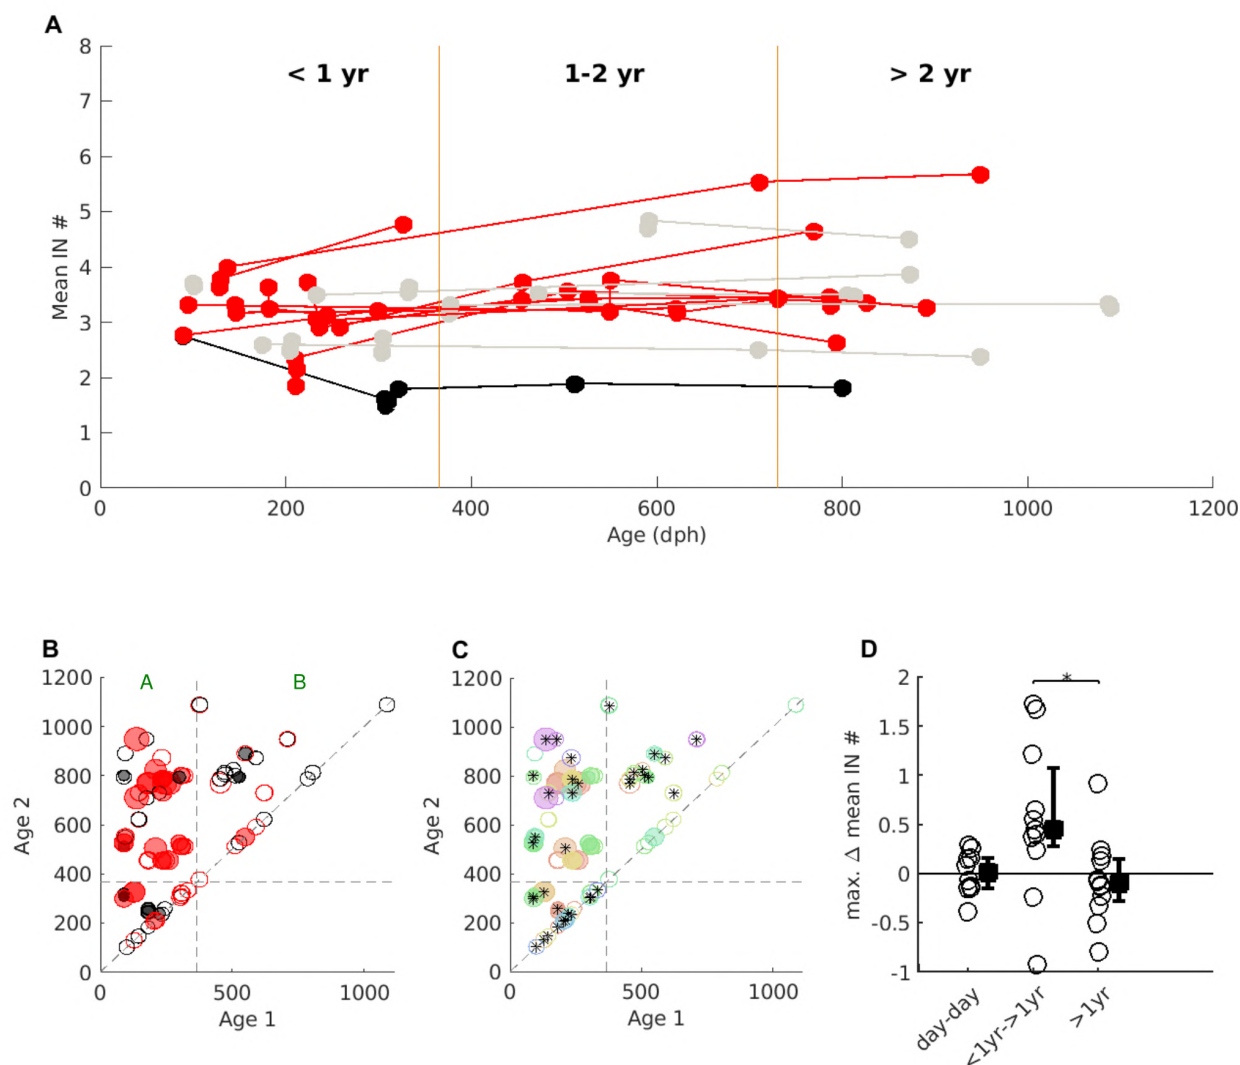 A
8
7
6
5
4
3
2
1
0
Mean IN #
< 1 yr 1-2 yr > 2 yr
0 200 400 600 800 1000 1200
Age (dph)
B
1200
1000
800
600
400
200
0
Age 2
A B
0 500 1000
Age 1
C
1200
1000
800
600
400
200
0
Age 2
0 500 1000
Age 1
D
2
1.5
1
0.5
0
-0.5
-1
max. Δ mean IN #
*
day-day
<1yr->1yr
>1yr